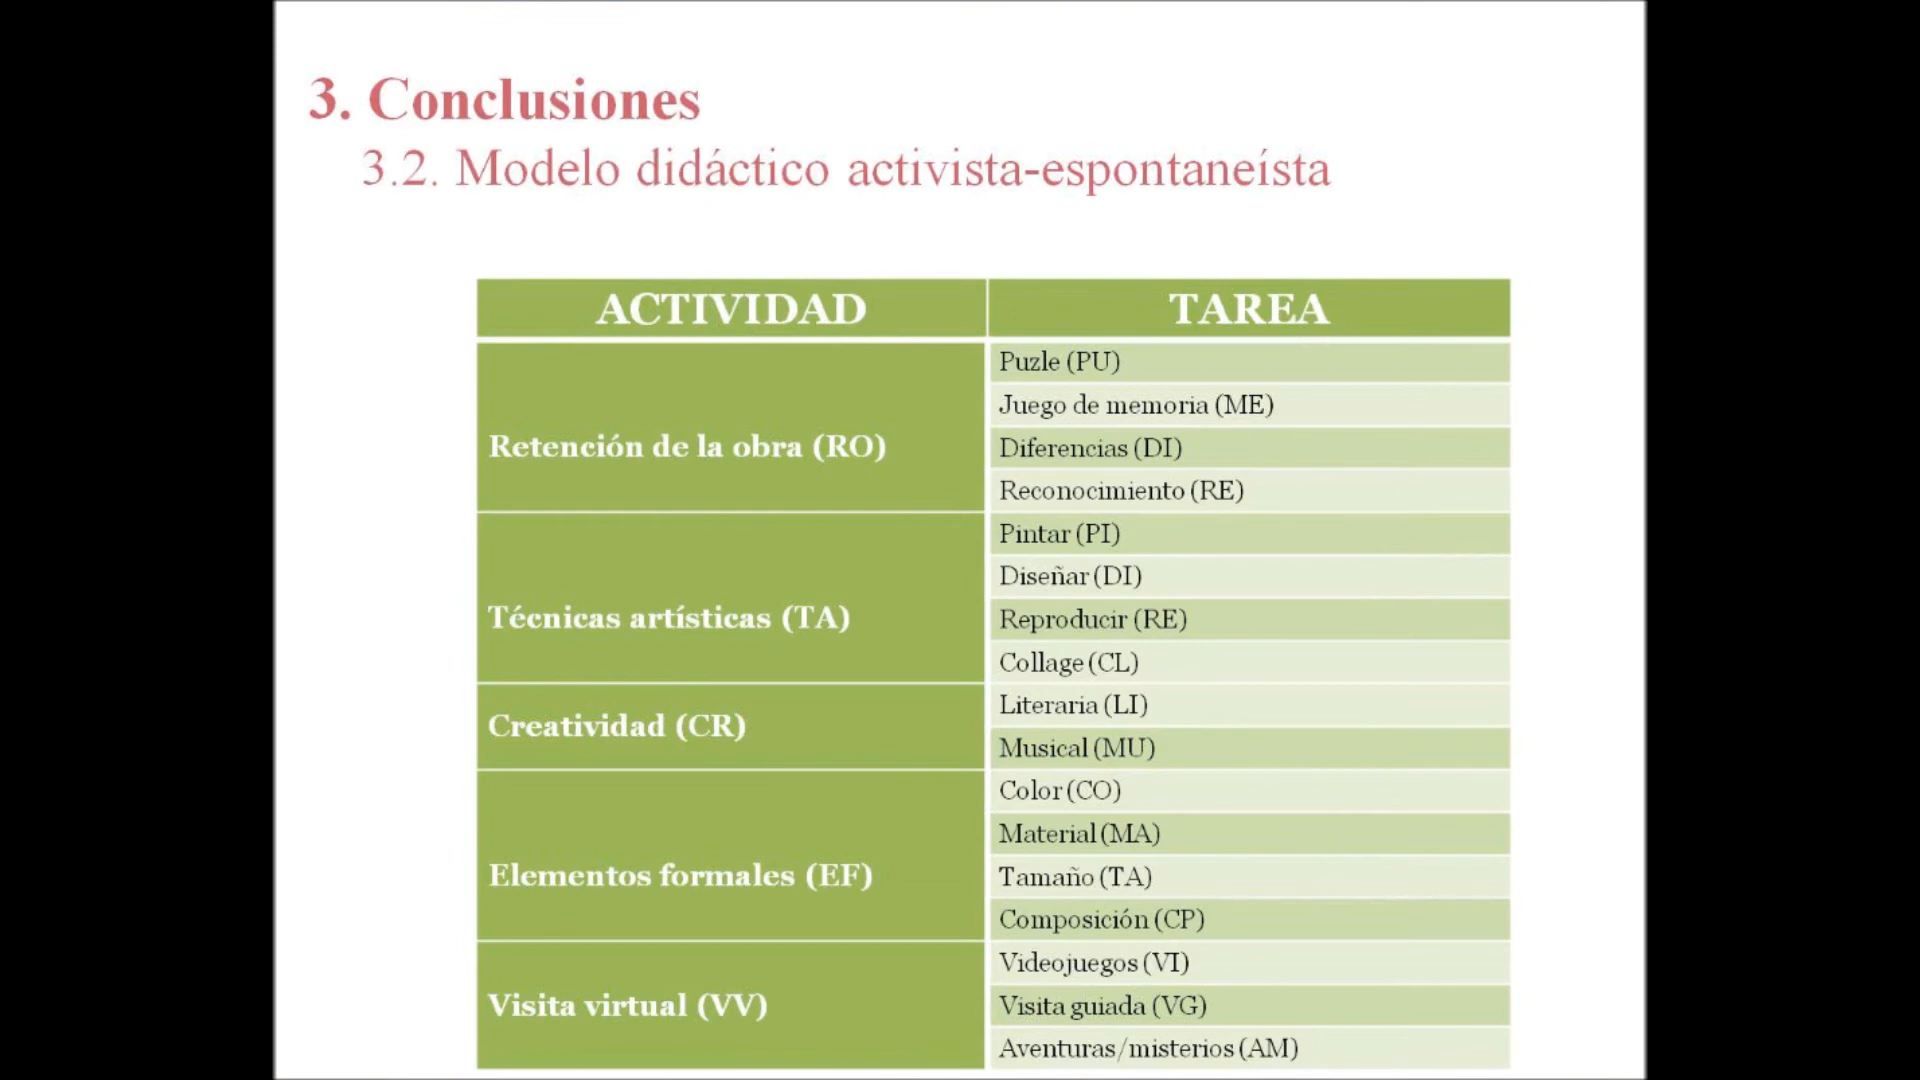 3. Conclusiones
3.2. Modelo didáctico activista-espontaneísta
ACTIVIDAD TAREA
Retención de la obra (RO)
Puzle (PU)
Juego de memoria (ME)
Diferencias (DI)
Reconocimiento (RE)
Técnicas artísticas (TA)
Pintar (PI)
Diseñar (DI)
Reproducir (RE)
Collage (CL)
Creatividad (CR)
Literaria (LI)
Musical (MU)
Elementos formales (EF)
Color (CO)
Material (MA)
Tamaño (TA)
Composición (CP)
Visita virtual (VV)
Videojuegos (VI)
Visita guiada (VG)
Aventuras/misterios (AM)